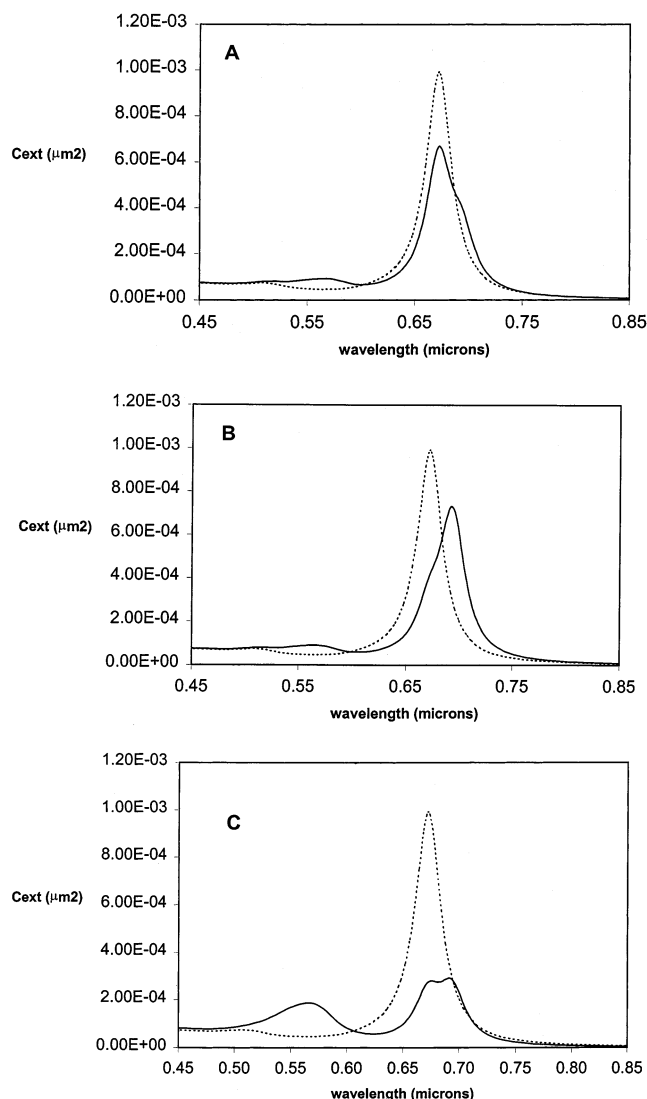 1.20E-03
A
1.00E-03
8.00E-04
Cext (μm2)
6.00E-04
4.00E-04
2.00E-04
0.00E+00
0.45 0.55 0.65 0.75 0.85
wavelength (microns)
1.20E-03
B
1.00E-03
8.00E-04
Cext (μm2)
6.00E-04
4.00E-04
2.00E-04
0.00E+00
0.45 0.55 0.65 0.75 0.85
wavelength (microns)
1.20E-03
C
1.00E-03
8.00E-04
Cext (μm2)
6.00E-04
4.00E-04
2.00E-04
0.00E+00
0.45 0.50 0.55 0.60 0.65 0.70 0.75 0.80 0.85
wavelength (microns)